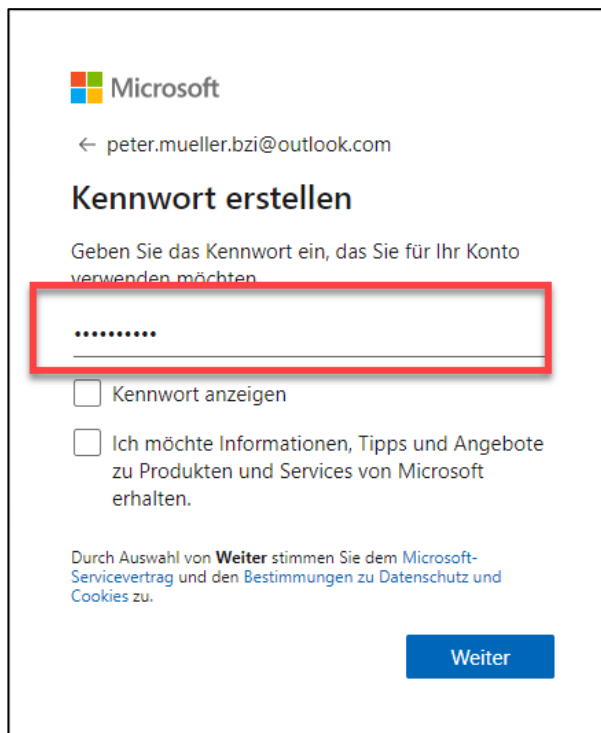 Microsoft
← peter.mueller.bzi@outlook.com
Kennwort erstellen
Geben Sie das Kennwort ein, das Sie für Ihr Konto
verwenden möchten
••••••••••
Kennwort anzeigen
Ich möchte Informationen, Tipps und Angebote
zu Produkten und Services von Microsoft
erhalten.
Durch Auswahl von Weiter stimmen Sie dem Microsoft-
Servicevertrag und den Bestimmungen zu Datenschutz und
Cookies zu.
Weiter